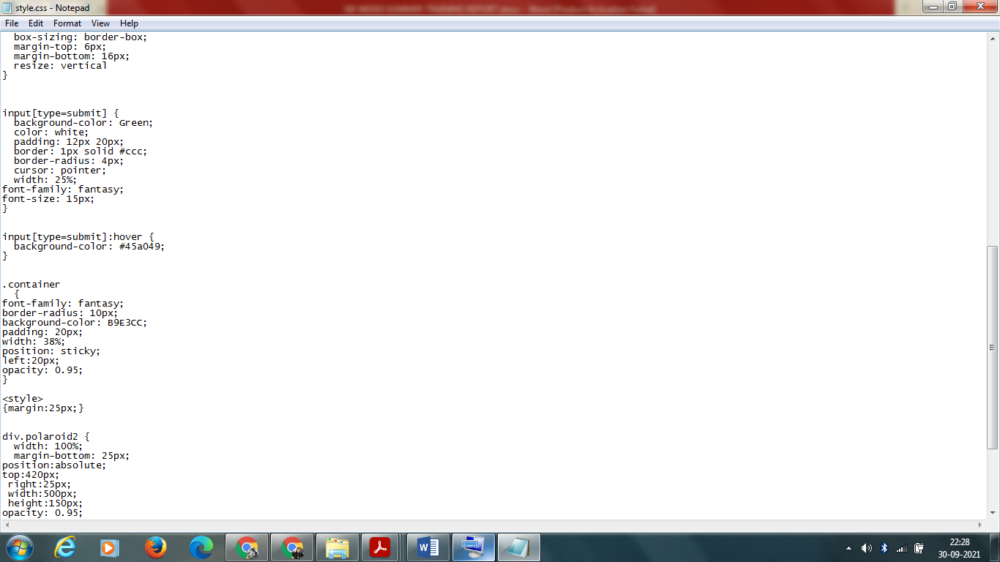 style.css - Notepad
File Edit Format View Help
box-sizing: border-box;
margin-top: 6px;
margin-bottom: 16px;
resize: vertical
}
input[type=submit] {
background-color: Green;
color: white;
padding: 12px 20px;
border: 1px solid #ccc;
border-radius: 4px;
cursor: pointer;
width: 25%;
font-family: fantasy;
font-size: 15px;
}
input[type=submit]:hover {
background-color: #45a049;
}
.container
{
font-family: fantasy;
border-radius: 10px;
background-color: B9E3CC;
padding: 20px;
width: 38%;
position: sticky;
left:20px;
opacity: 0.95;
}
<style>
{margin:25px;}
div.polaroid2 {
width: 100%;
margin-bottom: 25px;
position:absolute;
top:420px;
right:25px;
width:500px;
height:150px;
opacity: 0.95;
22:28
30-09-2021